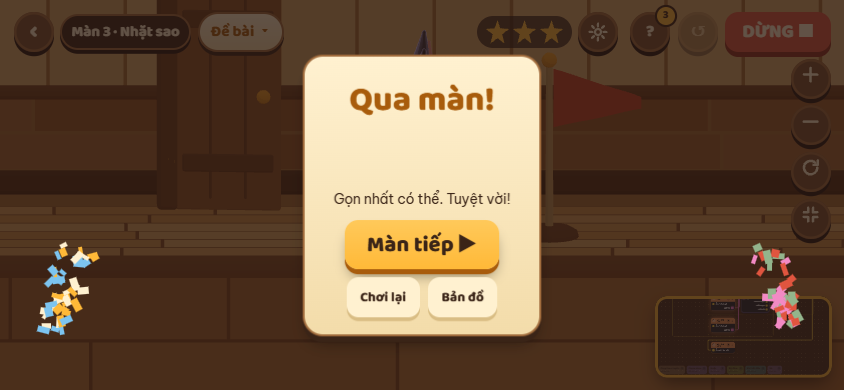 Màn 3 · Nhặt sao
Đề bài
3
?
DỪNG
Qua màn!
Gọn nhất có thể. Tuyệt vời!
Màn tiếp
Chơi lại
Bản đồ